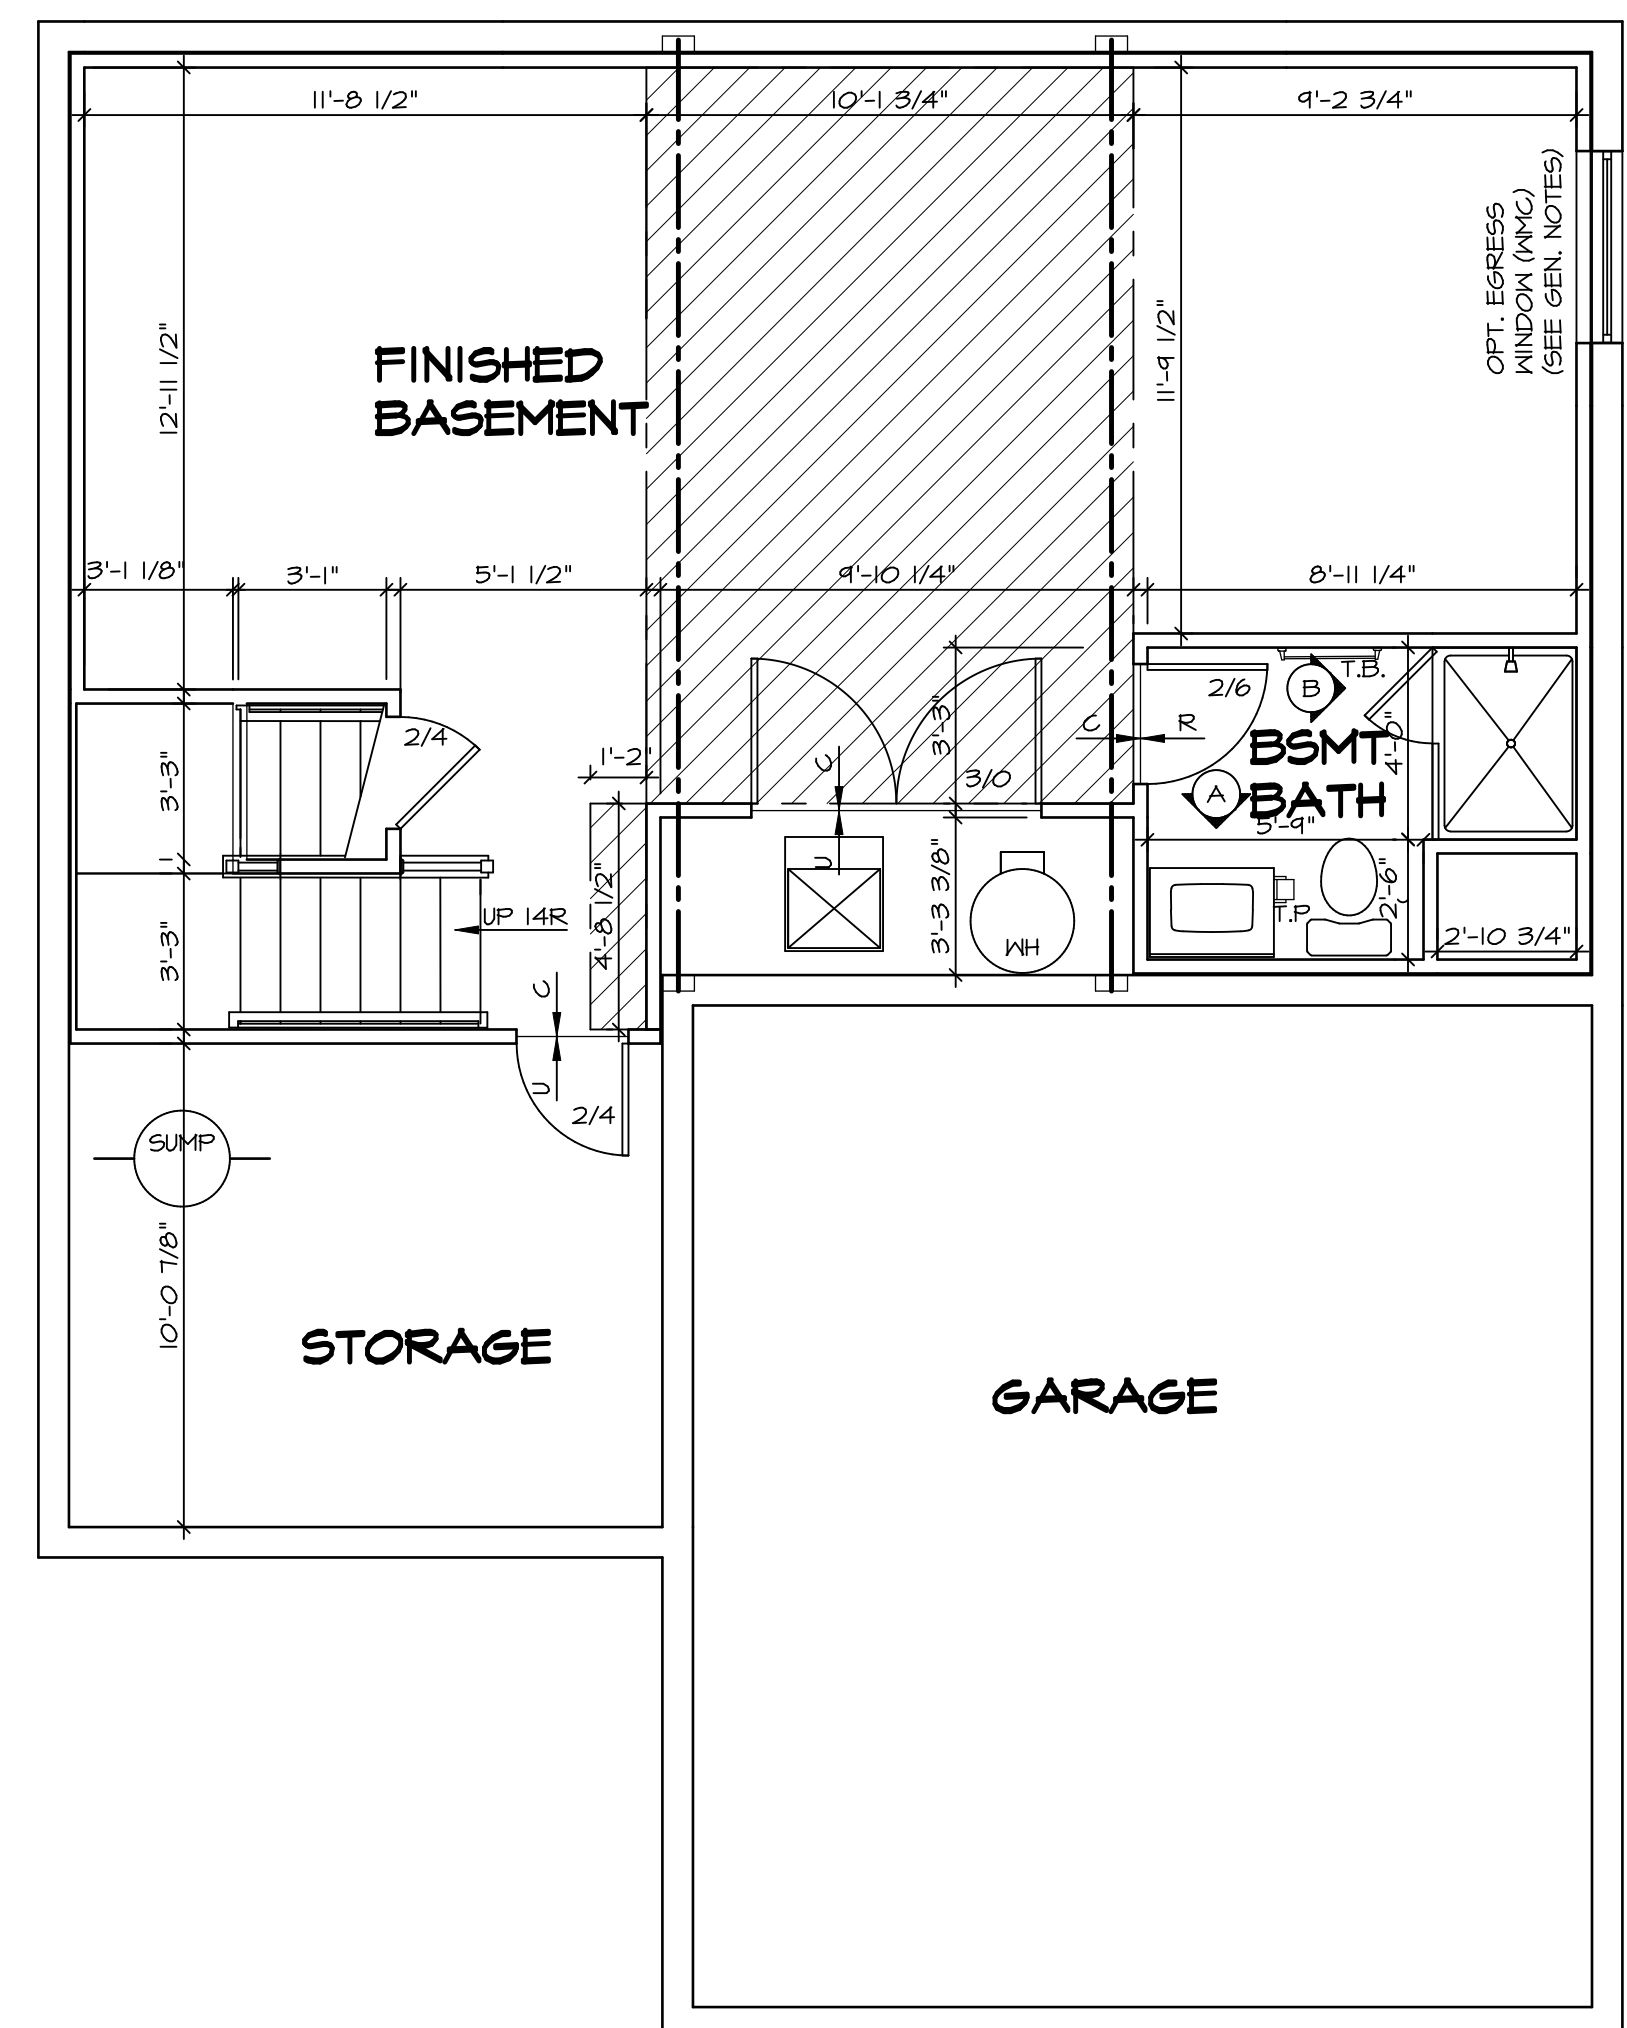 11'-8 1/2"
10'-1 3/4"
9'-2 3/4"
OPT. EGRESS
WINDOW (WMC)
(SEE GEN. NOTES)
12'-11 1/2"
11'-9 1/2"
FINISHED
BASEMENT
3'-1 1/8"
3'-1"
5'-1 1/2"
9'-10 1/4"
8'-11 1/4"
T.B.
2/6
B
2/4
3'-3"
C
R
BSMT
BATH
4'-0"
1'-2"
C
3/0
3'-3"
A
5'-9"
U
4'-8 1/2"
3'-3 3/8"
2'-6"
UP 14R
T.P
WH
2'-10 3/4"
3'-3"
C
U
2/4
SUMP
10'-0 7/8"
STORAGE
GARAGE